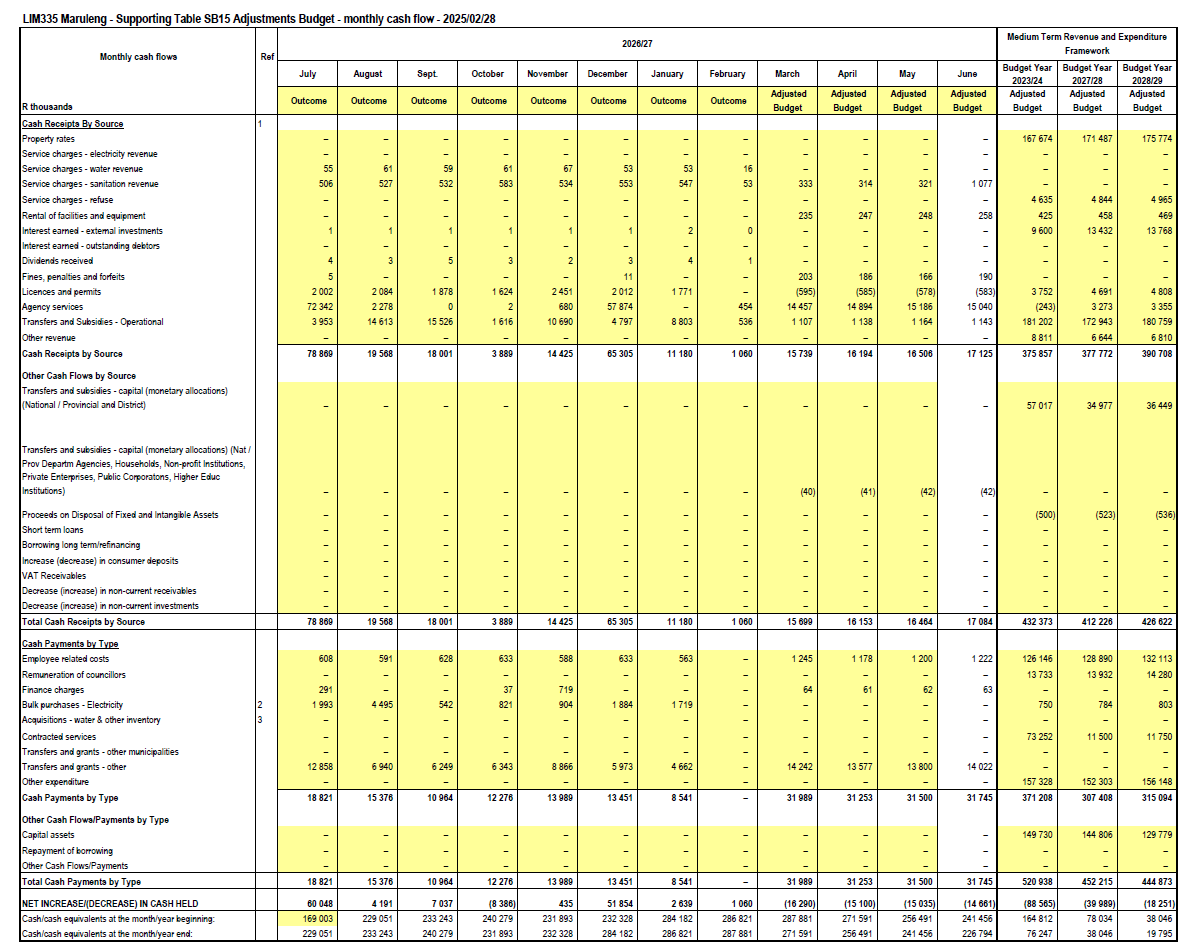 LIM335 Maruleng - Supporting Table SB15 Adjustments Budget - monthly cash flow - 2025/02/28
Monthly cash flows Ref 2026/27 Medium Term Revenue and Expenditure Framework
July August Sept. October November December January February March April May June Budget Year 2023/24 Budget Year 2027/28 Budget Year 2028/29
R thousands Outcome Outcome Outcome Outcome Outcome Outcome Outcome Outcome Adjusted Budget Adjusted Budget Adjusted Budget Adjusted Budget Adjusted Budget Adjusted Budget Adjusted Budget
Cash Receipts By Source 1
Property rates – – – – – – – – – – – – 167 674 171 487 175 774
Service charges - electricity revenue – – – – – – – – – – – – – – –
Service charges - water revenue 55 61 59 61 67 53 53 16 – – – – – – –
Service charges - sanitation revenue 506 527 532 583 534 553 547 53 333 314 321 1 077 – – –
Service charges - refuse – – – – – – – – – – – – 4 635 4 844 4 965
Rental of facilities and equipment – – – – – – – – 235 247 248 258 425 458 469
Interest earned - external investments 1 1 1 1 1 1 2 0 – – – – 9 600 13 432 13 768
Interest earned - outstanding debtors – – – – – – – – – – – – – – –
Dividends received 4 3 5 3 2 3 4 1 – – – – – – –
Fines, penalties and forfeits 5 – – – – 11 – – 203 186 166 190 – – –
Licences and permits 2 002 2 084 1 878 1 624 2 451 2 012 1 771 – (595) (585) (578) (583) 3 752 4 691 4 808
Agency services 72 342 2 278 0 2 680 57 874 – 454 14 457 14 894 15 186 15 040 (243) 3 273 3 355
Transfers and Subsidies - Operational 3 953 14 613 15 526 1 616 10 690 4 797 8 803 536 1 107 1 138 1 164 1 143 181 202 172 943 180 759
Other revenue – – – – – – – – – – – – 8 811 6 644 6 810
Cash Receipts by Source 78 869 19 568 18 001 3 889 14 425 65 305 11 180 1 060 15 739 16 194 16 506 17 125 375 857 377 772 390 708
Other Cash Flows by Source
Transfers and subsidies - capital (monetary allocations)
(National / Provincial and District) – – – – – – – – – – – – 57 017 34 977 36 449
Transfers and subsidies - capital (monetary allocations) (Nat /
Prov Departm Agencies, Households, Non-profit Institutions,
Private Enterprises, Public Corporatons, Higher Educ
Institutions) – – – – – – – – (40) (41) (42) (42) – – –
Proceeds on Disposal of Fixed and Intangible Assets – – – – – – – – – – – – (500) (523) (536)
Short term loans – – – – – – – – – – – – – – –
Borrowing long term/refinancing – – – – – – – – – – – – – – –
Increase (decrease) in consumer deposits – – – – – – – – – – – – – – –
VAT Receivables – – – – – – – – – – – – – – –
Decrease (increase) in non-current receivables – – – – – – – – – – – – – – –
Decrease (increase) in non-current investments – – – – – – – – – – – – – – –
Total Cash Receipts by Source 78 869 19 568 18 001 3 889 14 425 65 305 11 180 1 060 15 699 16 153 16 464 17 084 432 373 412 226 426 622
Cash Payments by Type
Employee related costs 608 591 628 633 588 633 563 – 1 245 1 178 1 200 1 222 126 146 128 890 132 113
Remuneration of councillors – – – – – – – – – – – – 13 733 13 932 14 280
Finance charges 291 – – 37 719 – – – 64 61 62 63 – – –
Bulk purchases - Electricity 2 1 993 4 495 542 821 904 1 884 1 719 – – – – – 750 784 803
Acquisitions - water & other inventory 3 – – – – – – – – – – – – – – –
Contracted services – – – – – – – – – – – – 73 252 11 500 11 750
Transfers and grants - other municipalities – – – – – – – – – – – – – – –
Transfers and grants - other 12 858 6 940 6 249 6 343 8 866 5 973 4 662 – 14 242 13 577 13 800 14 022 – – –
Other expenditure – – – – – – – – – – – – 157 328 152 303 156 148
Cash Payments by Type 18 821 15 376 10 964 12 276 13 989 13 451 8 541 – 31 989 31 253 31 500 31 745 371 208 307 408 315 094
Other Cash Flows/Payments by Type
Capital assets – – – – – – – – – – – – 149 730 144 806 129 779
Repayment of borrowing – – – – – – – – – – – – – – –
Other Cash Flows/Payments – – – – – – – – – – – – – – –
Total Cash Payments by Type 18 821 15 376 10 964 12 276 13 989 13 451 8 541 – 31 989 31 253 31 500 31 745 520 938 452 215 444 873
NET INCREASE/(DECREASE) IN CASH HELD 60 048 4 191 7 037 (8 386) 435 51 854 2 639 1 060 (16 290) (15 100) (15 035) (14 661) (88 565) (39 989) (18 251)
Cash/cash equivalents at the month/year beginning: 169 003 229 051 233 243 240 279 231 893 232 328 284 182 286 821 287 881 271 591 256 491 241 456 164 812 78 034 38 046
Cash/cash equivalents at the month/year end: 229 051 233 243 240 279 231 893 232 328 284 182 286 821 287 881 271 591 256 491 241 456 226 794 76 247 38 046 19 795